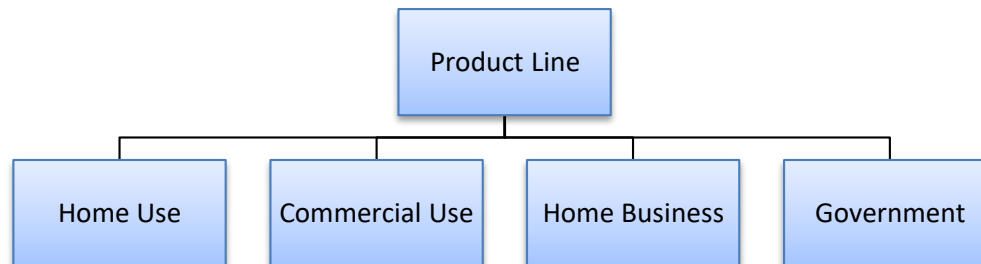 Product Line
Home Use
Commercial Use
Home Business
Government